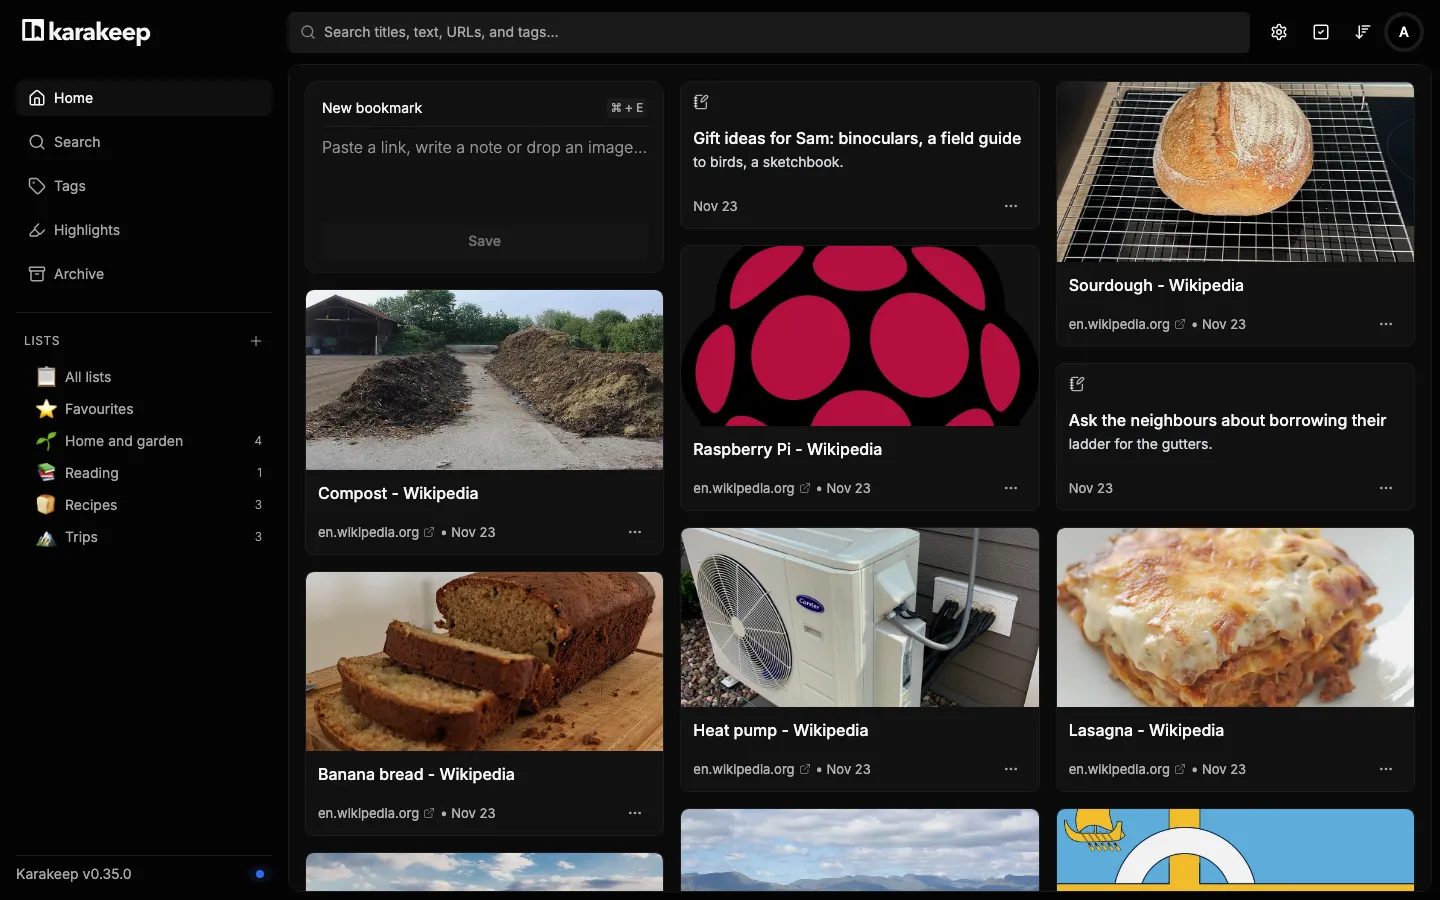 karakeep
Search titles, text, URLs, and tags...
A
Home
Search
Tags
Highlights
Archive
LISTS
All lists
Favourites
Home and garden 4
Reading 1
Recipes 3
Trips 3
Karakeep v0.35.0
New bookmark ⌘ + E
Paste a link, write a note or drop an image...
Save
Compost - Wikipedia
en.wikipedia.org • Nov 23
Banana bread - Wikipedia
en.wikipedia.org • Nov 23
Gift ideas for Sam: binoculars, a field guide
to birds, a sketchbook.
Nov 23
Raspberry Pi - Wikipedia
en.wikipedia.org • Nov 23
Carrier
Heat pump - Wikipedia
en.wikipedia.org • Nov 23
Sourdough - Wikipedia
en.wikipedia.org • Nov 23
Ask the neighbours about borrowing their
ladder for the gutters.
Nov 23
Lasagna - Wikipedia
en.wikipedia.org • Nov 23